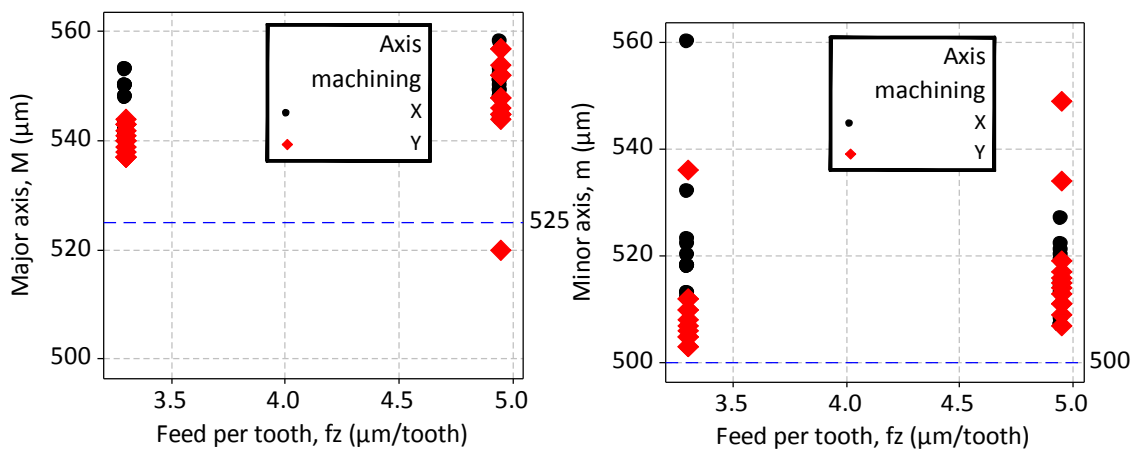 560
540
520
500
Major axis, M (µm)
3.5
4.0
4.5
5.0
Feed per tooth, fz (µm/tooth)
525
Axis
machining
X
Y
560
540
520
500
Minor axis, m (µm)
3.5
4.0
4.5
5.0
Feed per tooth, fz (µm/tooth)
500
Axis
machining
X
Y